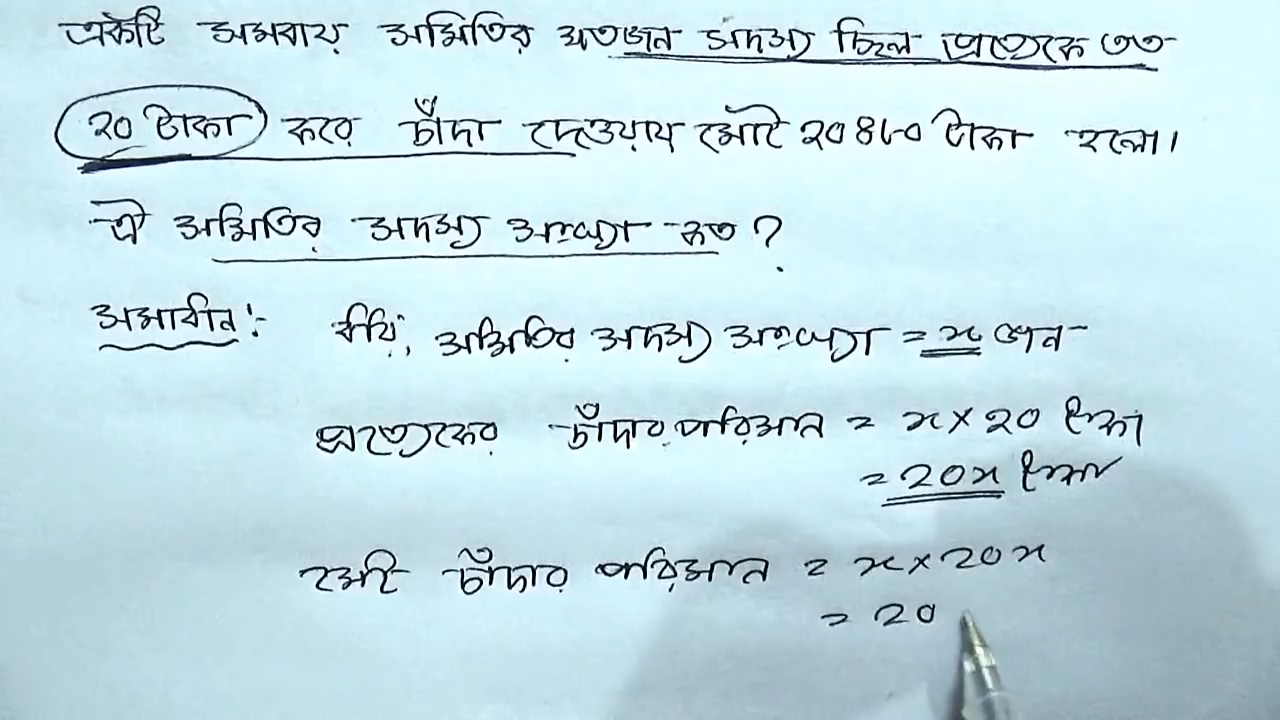 একটি সমবায় সমিতির যতজন সদস্য ছিল প্রত্যেকে তত
২০ টাকা করে চাঁদা দেওয়ায় মোট ২০৪৮০ টাকা হলো।
ঐ সমিতির সদস্য সংখ্যা কত?
সমাধান:- ধরি, সমিতির সদস্য সংখ্যা = x জন
প্রত্যেকের চাঁদার পরিমান = x × 20 টাকা
= 20x টাকা
মোট চাঁদার পরিমান = x × 20x
= 20